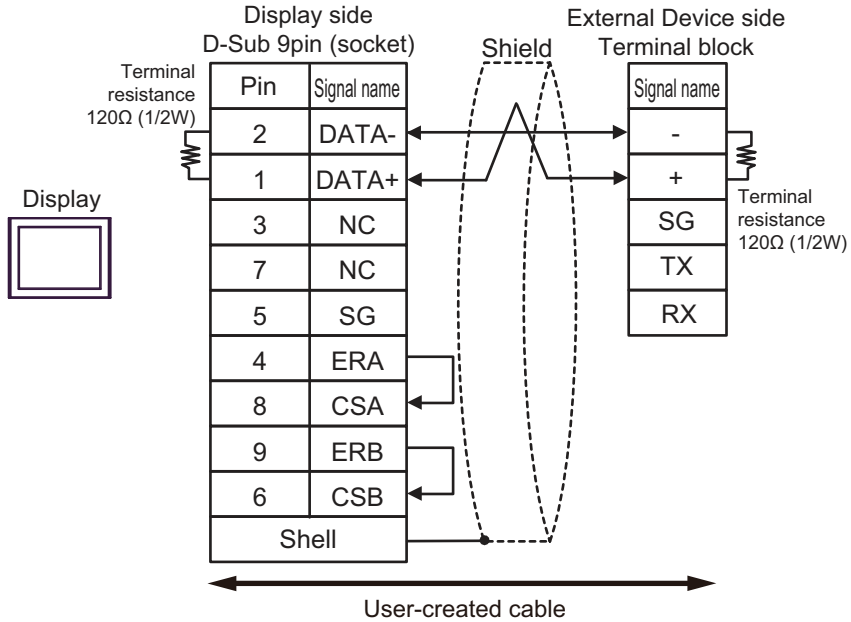 Display side
D-Sub 9pin (socket)
External Device side
Terminal block
Shield
Terminal
resistance
120Ω (1/2W)
Pin Signal name
2 DATA-
1 DATA+
3 NC
7 NC
5 SG
4 ERA
8 CSA
9 ERB
6 CSB
Shell
Signal name
-
+
SG
TX
RX
Terminal
resistance
120Ω (1/2W)
Display
User-created cable